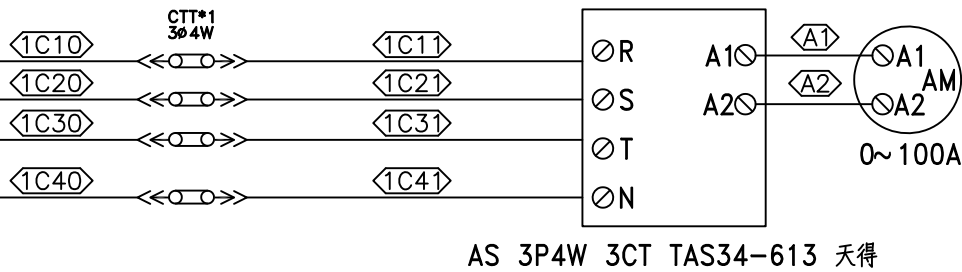 CTT*1
3ø4W
1C10 1C11
1C20 1C21
1C30 1C31
1C40 1C41
R A1 A1 A1
AM
S A2 A2 A2
T
N
0~100A
AS 3P4W 3CT TAS34-613 天得